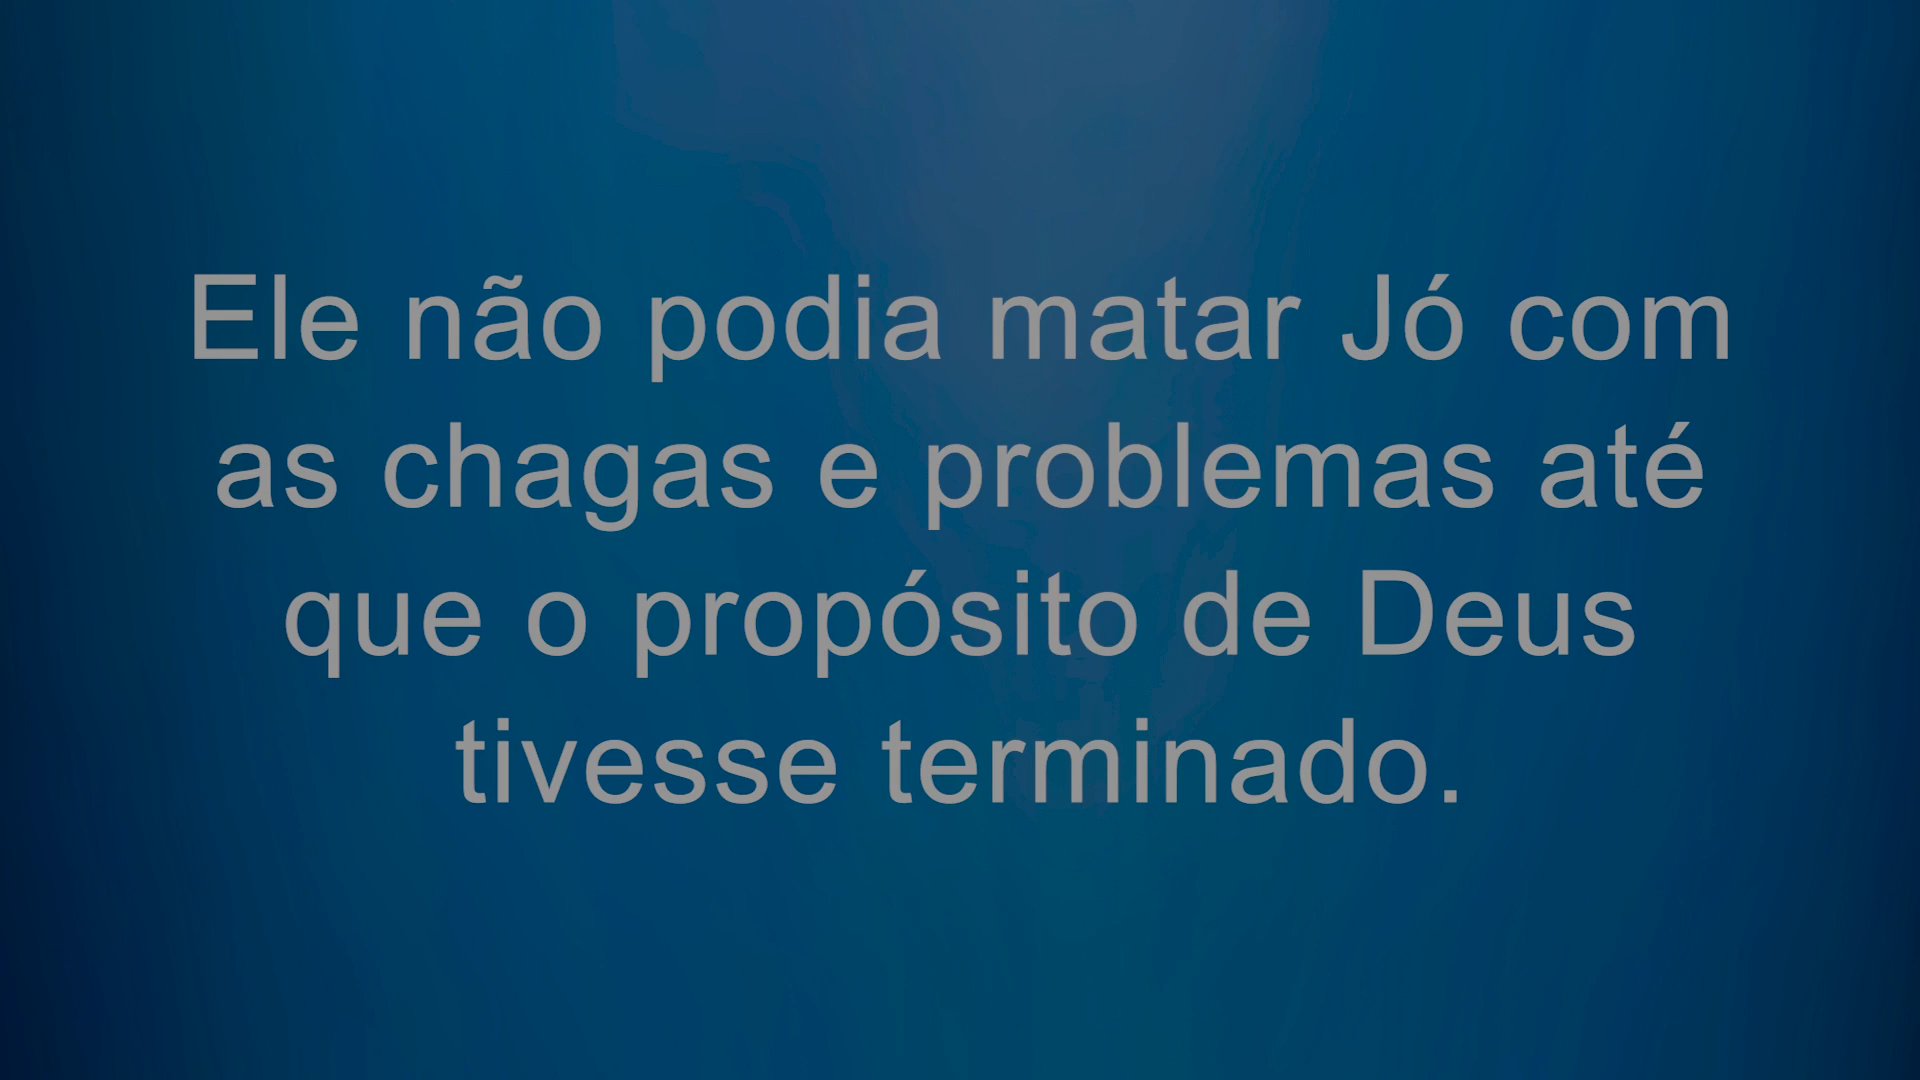 Ele não podia matar Jó com
as chagas e problemas até
que o propósito de Deus
tivesse terminado.